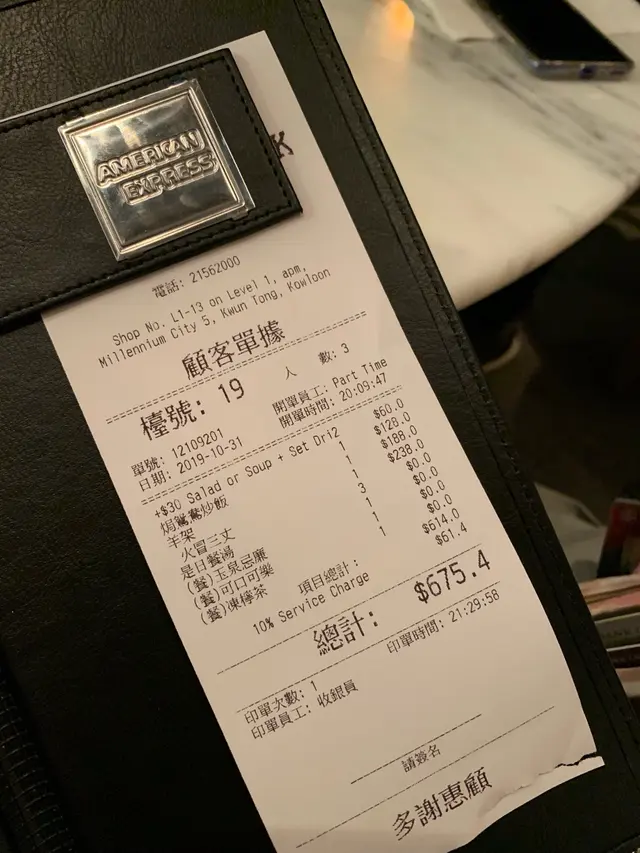 AMERICAN
EXPRESS
K
電話: 21562000
Shop No. L1-13 on Level 1, apm,
Millennium City 5, Kwun Tong, Kowloon
顧客單據
檯號: 19 人 數: 3
單號: 12109201 開單員工: Part Time
日期: 2019-10-31 開單時間: 20:09:47
+$30 Salad or Soup + Set Dri2 $60.0
焗鴛鴦炒飯 1 $128.0
羊架 1 $188.0
火冒三丈 1 $238.0
是日餐湯 3 $0.0
(餐)玉泉忌廉 1 $0.0
(餐)可口可樂 1 $0.0
(餐)凍檸茶 1 $0.0
項目總計: $614.0
10% Service Charge $61.4
總計: $675.4
印單時間: 21:29:58
印單次數: 1
印單員工: 收銀員
請簽名
多謝惠顧